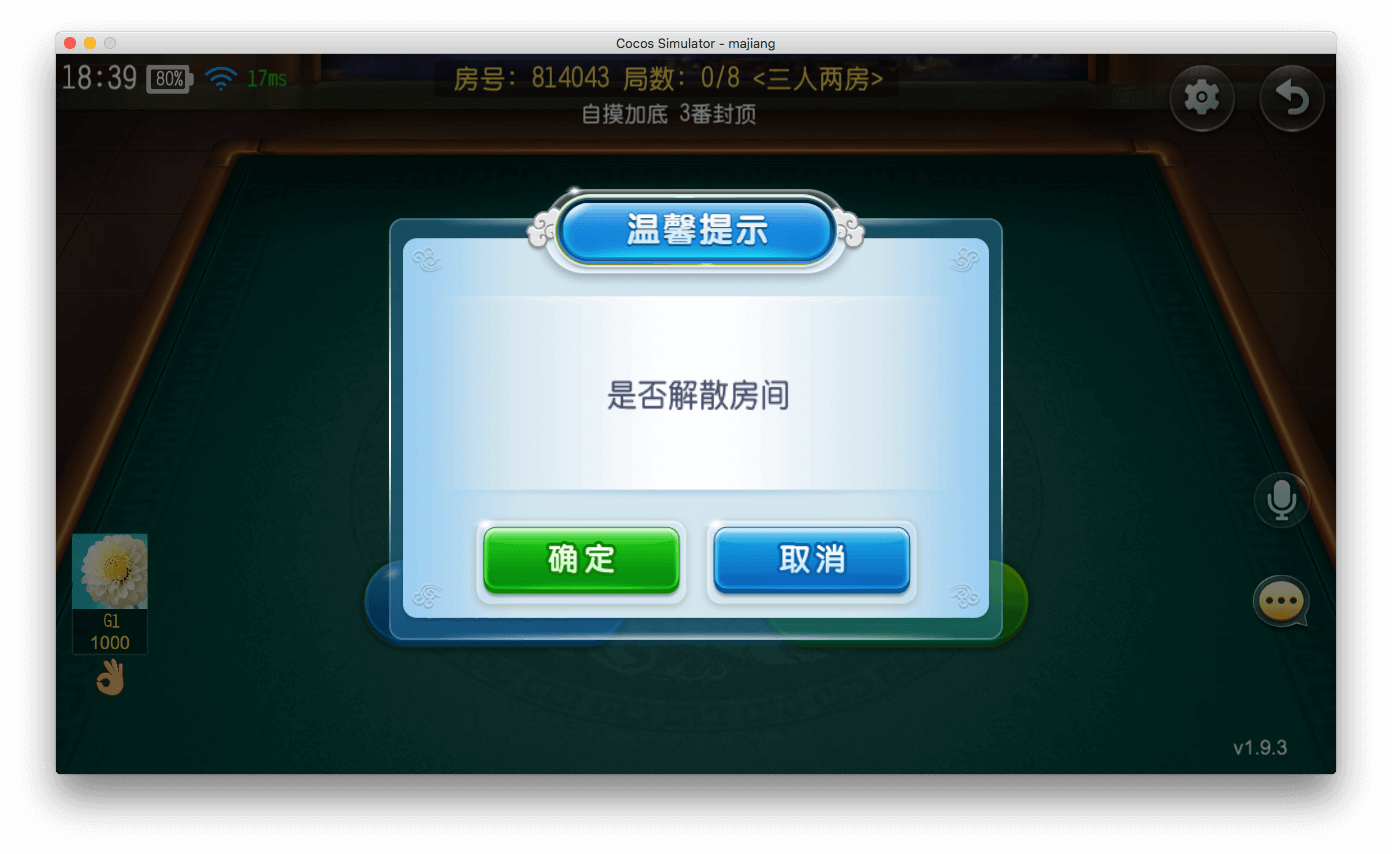 Cocos Simulator - majiang
18:39 80% 17ms 房号: 814043 局数: 0/8 <三人两房>
自摸加底 3番封顶
温馨提示
是否解散房间
确定 取消
G1
1000
v1.9.3